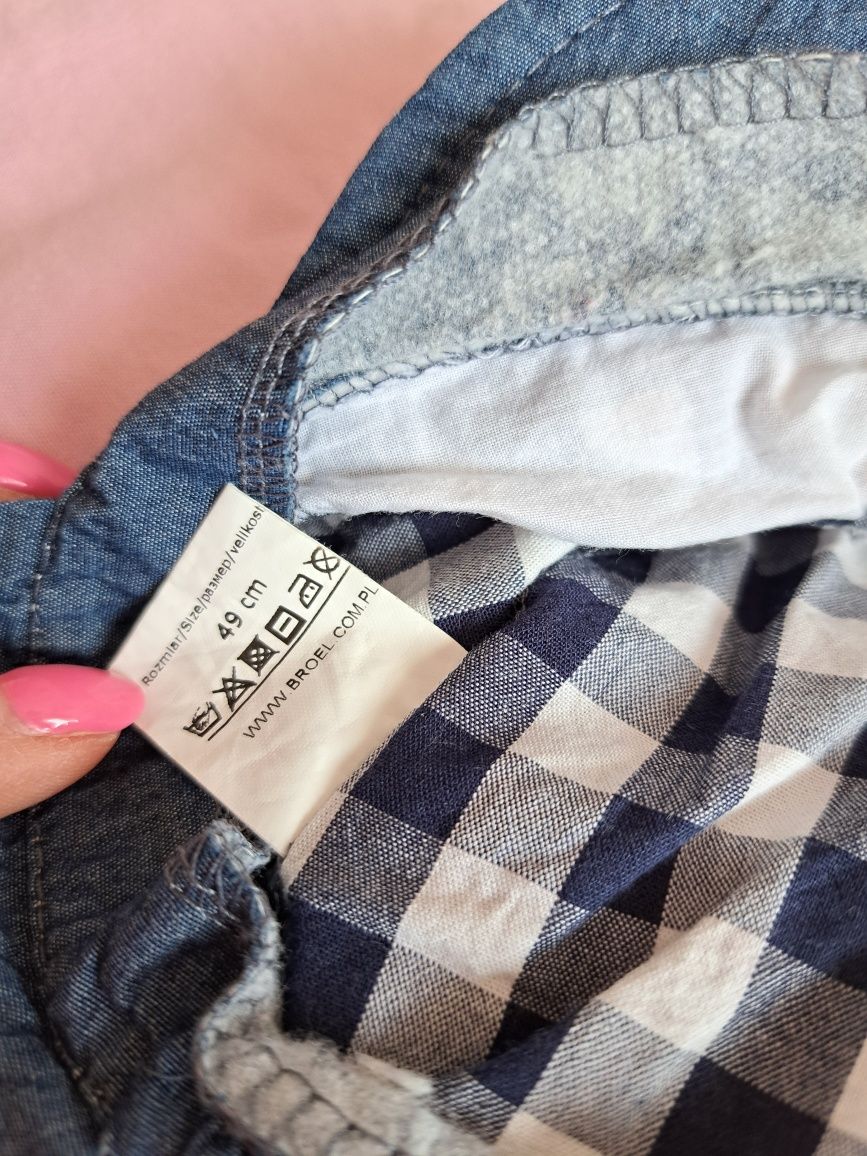 Rozmiar/Size/размер/velikost
49 cm
WWW.BROEL.COM.PL